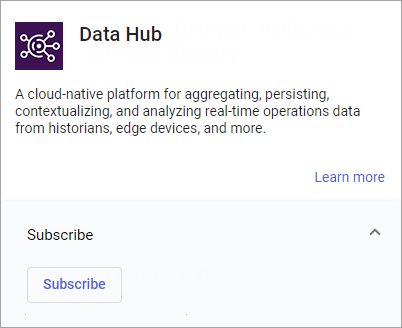 Data Hub
A cloud-native platform for aggregating, persisting,
contextualizing, and analyzing real-time operations data
from historians, edge devices, and more.
Learn more
Subscribe
Subscribe